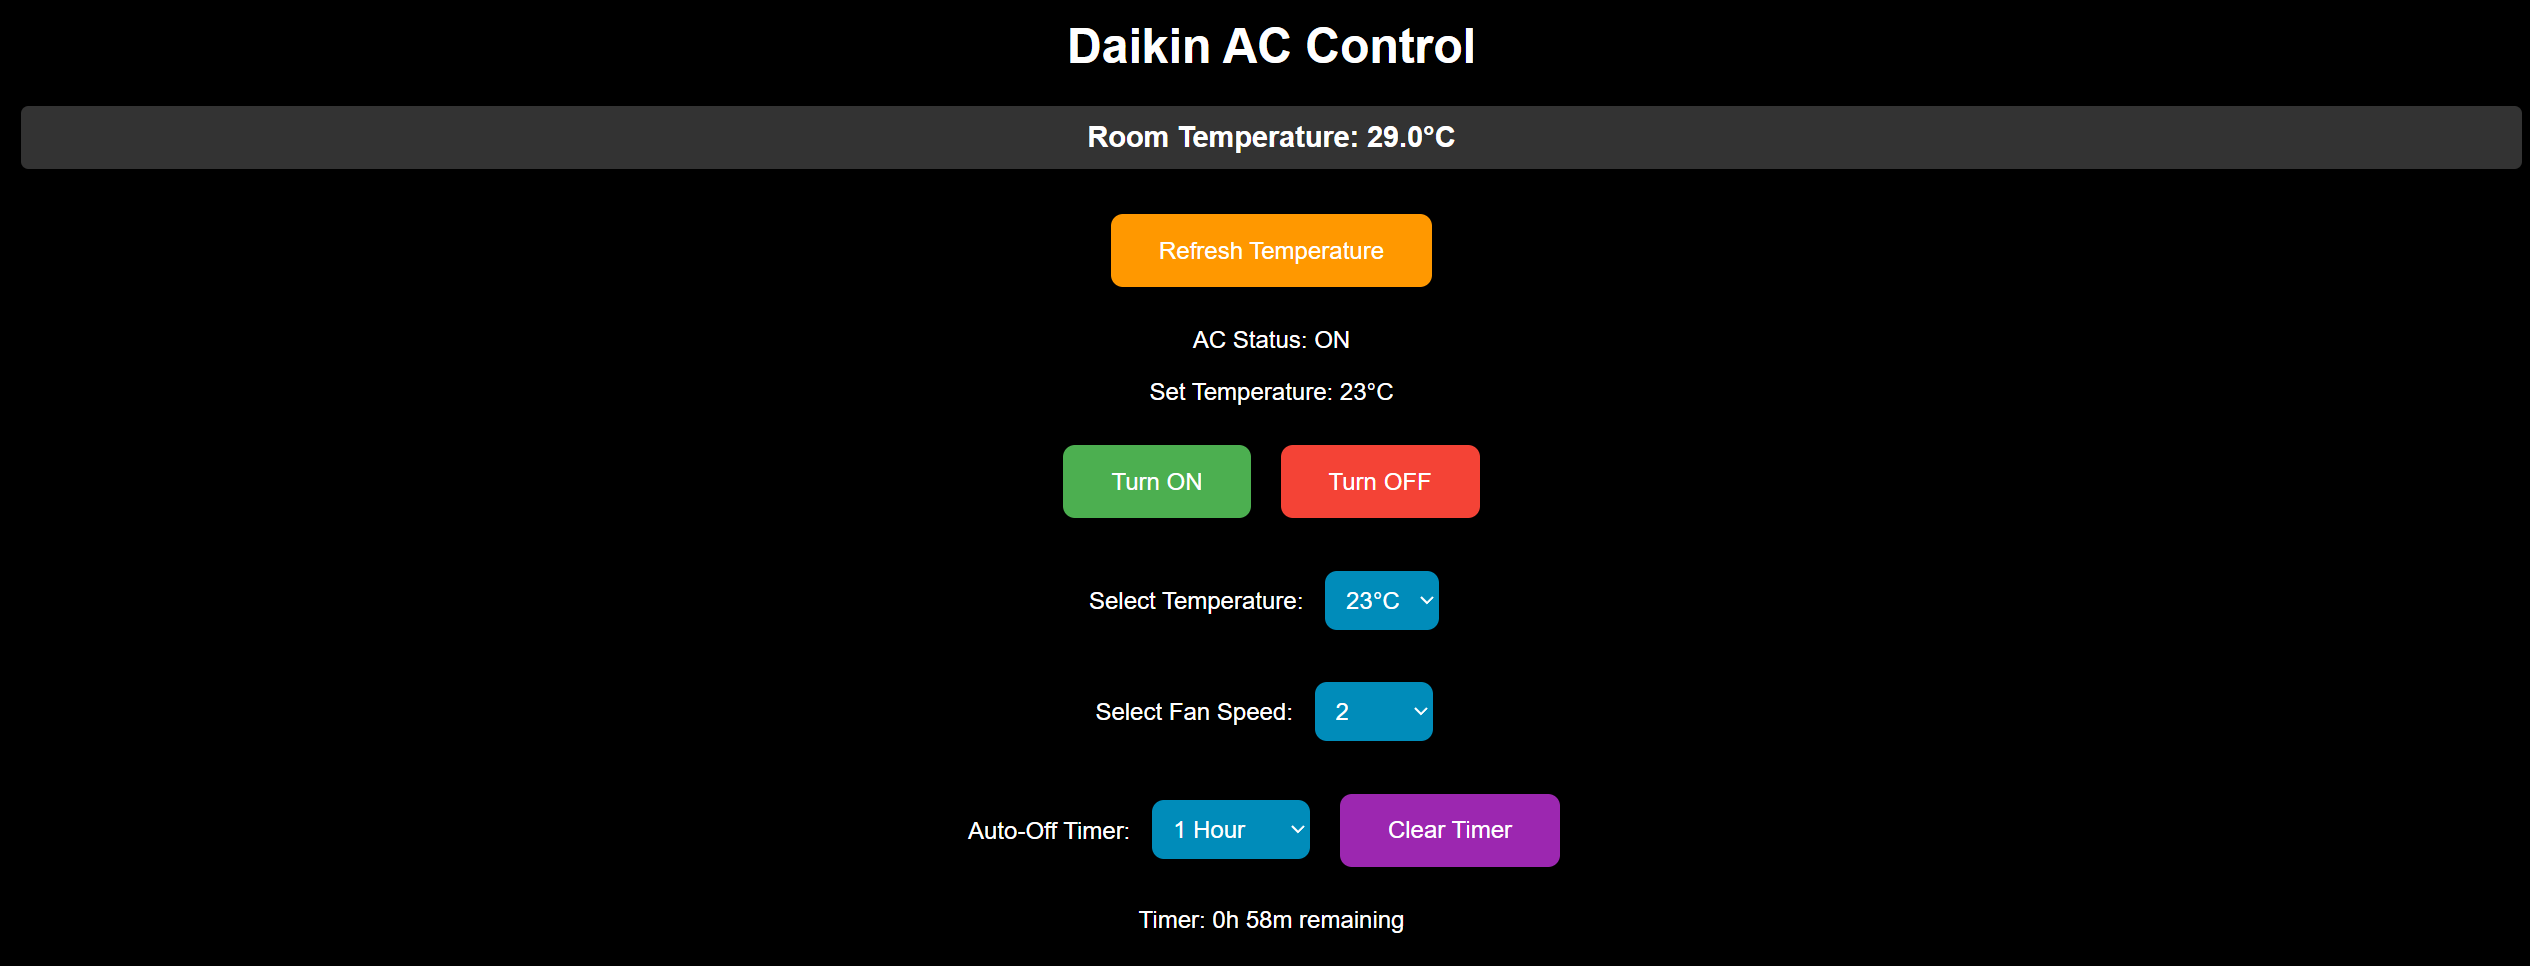 Daikin AC Control
Room Temperature: 29.0°C
Refresh Temperature
AC Status: ON
Set Temperature: 23°C
Turn ON Turn OFF
Select Temperature: 23°C
Select Fan Speed: 2
Auto-Off Timer: 1 Hour Clear Timer
Timer: 0h 58m remaining